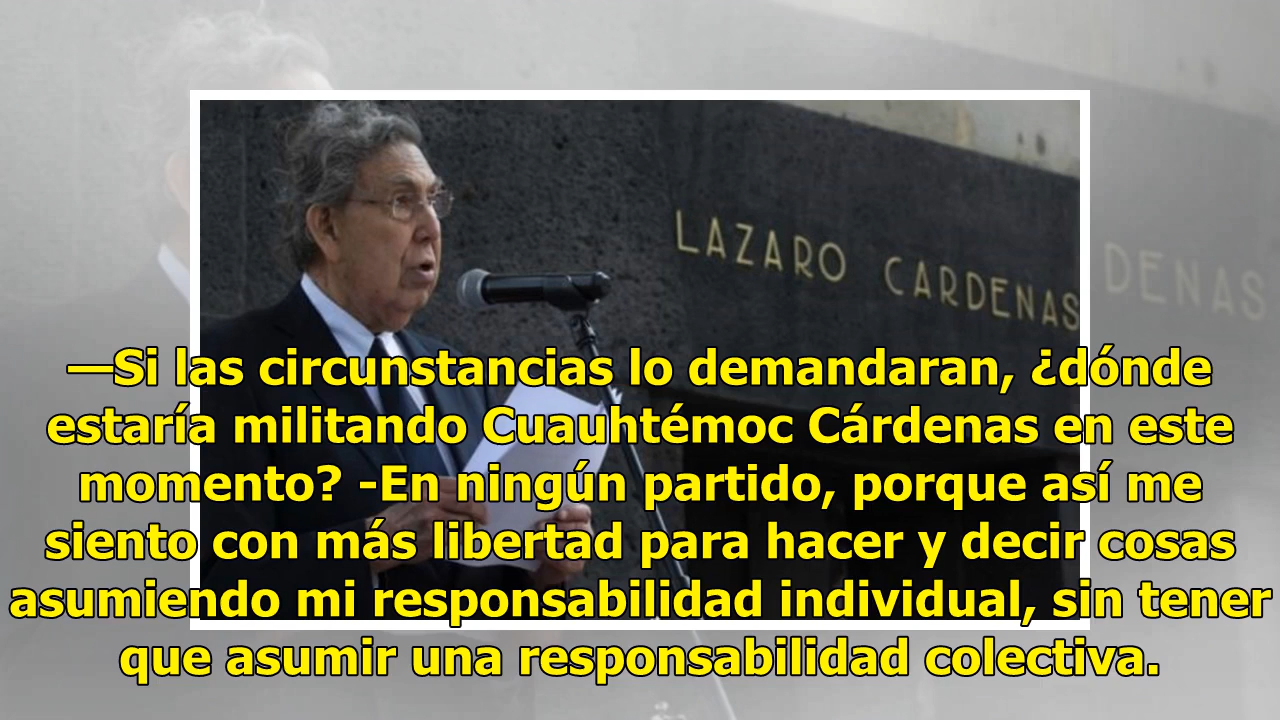 LAZARO CARDENAS
DENAS
—Si las circunstancias lo demandaran, ¿dónde
estaría militando Cuauhtémoc Cárdenas en este
momento? -En ningún partido, porque así me
siento con más libertad para hacer y decir cosas
asumiendo mi responsabilidad individual, sin tener
que asumir una responsabilidad colectiva.